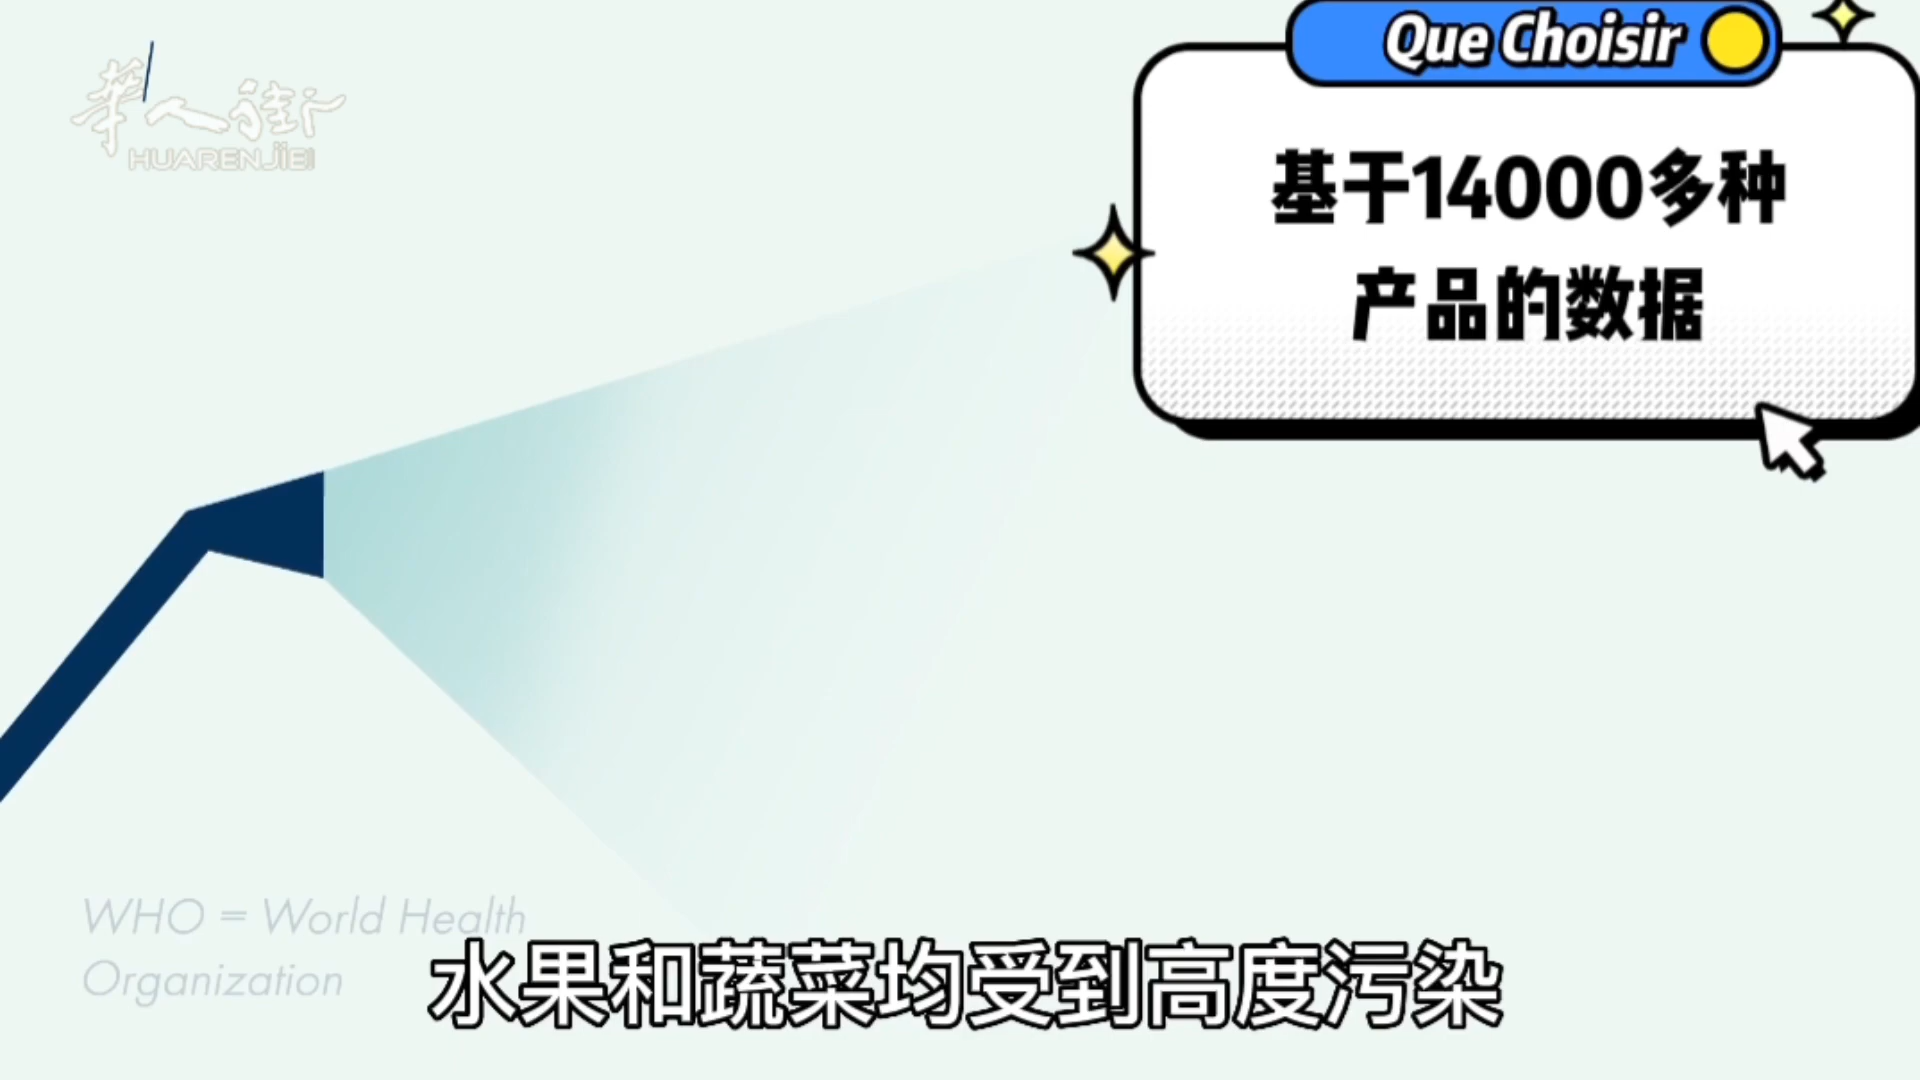 華人街
HUARENJIE
Que Choisir
基于14000多种
产品的数据
WHO = World Health
Organization
水果和蔬菜均受到高度污染